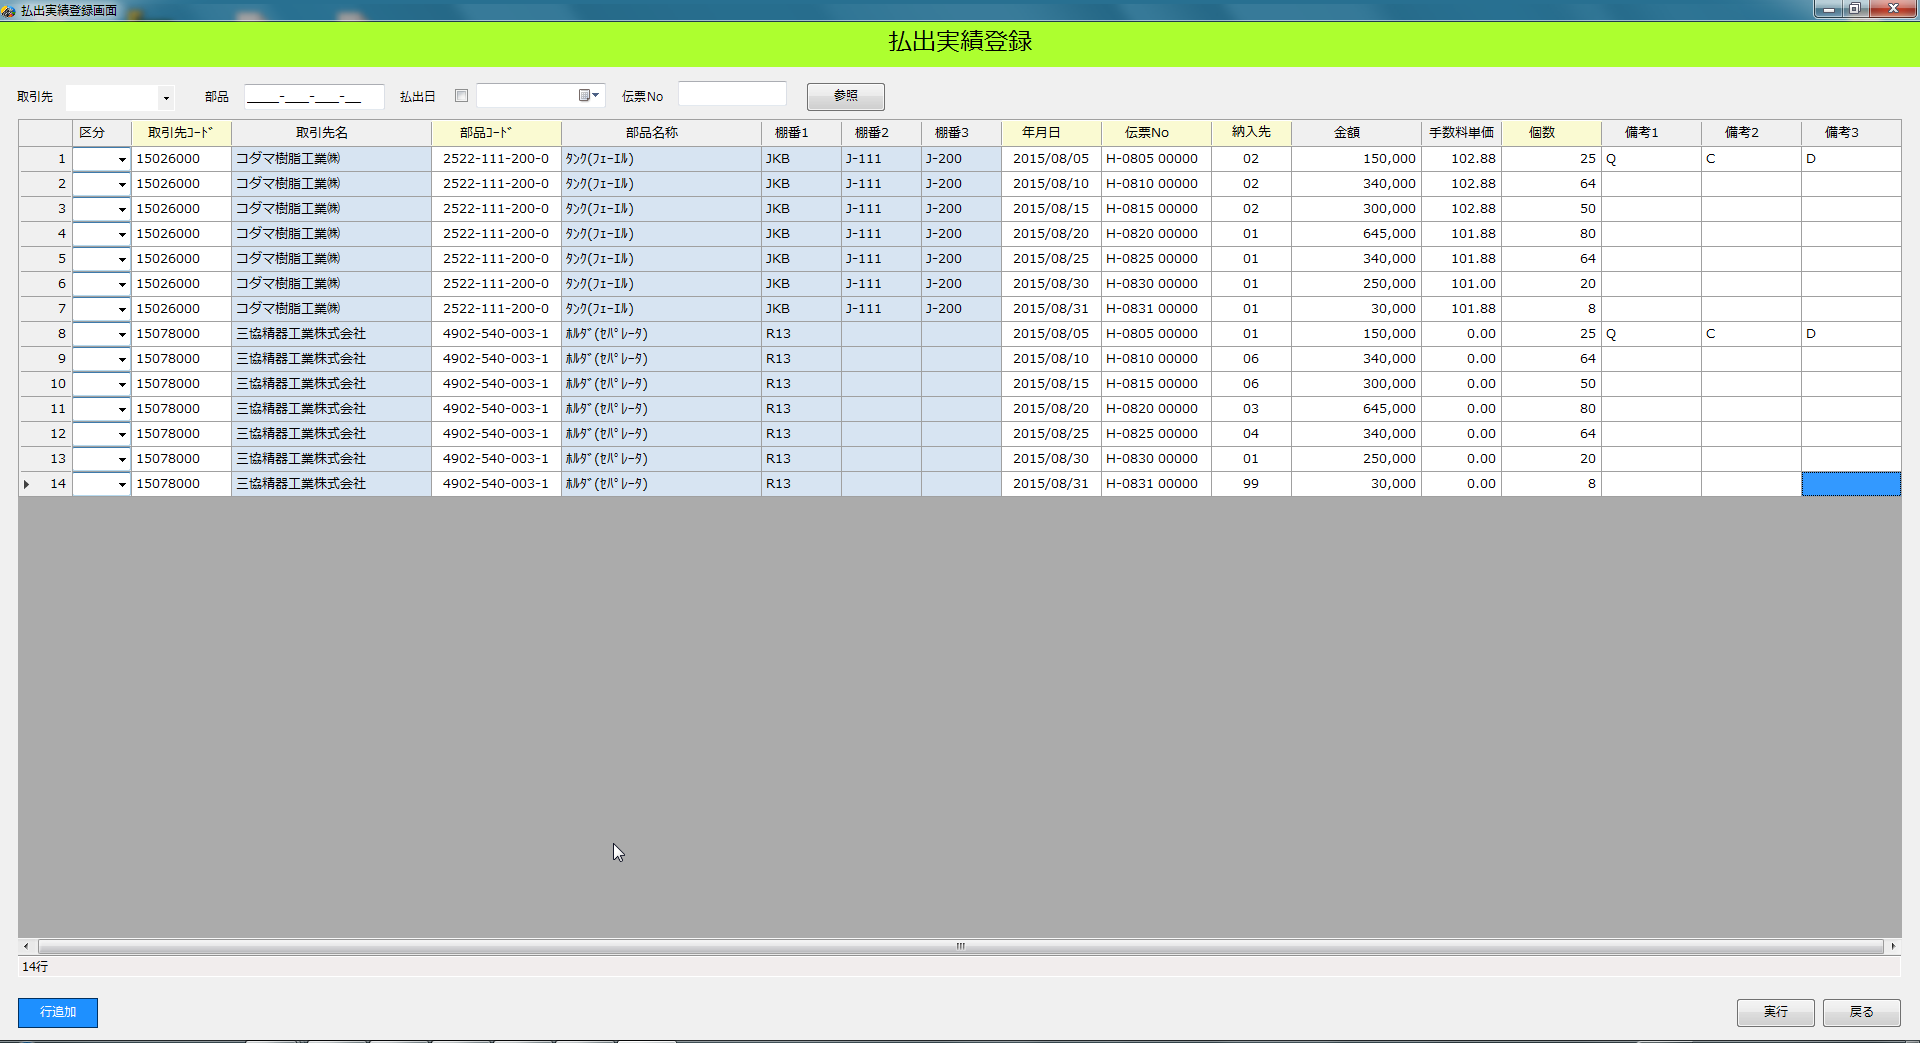 払出実績登録画面
払出実績登録
取引先 部品 ____-___-___-__ 払出日 伝票No 参照
区分 取引先ｺｰﾄﾞ 取引先名 部品ｺｰﾄﾞ 部品名称 棚番1 棚番2 棚番3 年月日 伝票No 納入先 金額 手数料単価 個数 備考1 備考2 備考3
1 15026000 コダマ樹脂工業㈱ 2522-111-200-0 ﾀﾝｸ(ﾌｭｰｴﾙ) JKB J-111 J-200 2015/08/05 H-0805 00000 02 150,000 102.88 25 Q C D
2 15026000 コダマ樹脂工業㈱ 2522-111-200-0 ﾀﾝｸ(ﾌｭｰｴﾙ) JKB J-111 J-200 2015/08/10 H-0810 00000 02 340,000 102.88 64
3 15026000 コダマ樹脂工業㈱ 2522-111-200-0 ﾀﾝｸ(ﾌｭｰｴﾙ) JKB J-111 J-200 2015/08/15 H-0815 00000 02 300,000 102.88 50
4 15026000 コダマ樹脂工業㈱ 2522-111-200-0 ﾀﾝｸ(ﾌｭｰｴﾙ) JKB J-111 J-200 2015/08/20 H-0820 00000 01 645,000 101.88 80
5 15026000 コダマ樹脂工業㈱ 2522-111-200-0 ﾀﾝｸ(ﾌｭｰｴﾙ) JKB J-111 J-200 2015/08/25 H-0825 00000 01 340,000 101.88 64
6 15026000 コダマ樹脂工業㈱ 2522-111-200-0 ﾀﾝｸ(ﾌｭｰｴﾙ) JKB J-111 J-200 2015/08/30 H-0830 00000 01 250,000 101.00 20
7 15026000 コダマ樹脂工業㈱ 2522-111-200-0 ﾀﾝｸ(ﾌｭｰｴﾙ) JKB J-111 J-200 2015/08/31 H-0831 00000 01 30,000 101.88 8
8 15078000 三協精器工業株式会社 4902-540-003-1 ﾎﾙﾀﾞ(ｾﾊﾟﾚｰﾀ) R13 2015/08/05 H-0805 00000 01 150,000 0.00 25 Q C D
9 15078000 三協精器工業株式会社 4902-540-003-1 ﾎﾙﾀﾞ(ｾﾊﾟﾚｰﾀ) R13 2015/08/10 H-0810 00000 06 340,000 0.00 64
10 15078000 三協精器工業株式会社 4902-540-003-1 ﾎﾙﾀﾞ(ｾﾊﾟﾚｰﾀ) R13 2015/08/15 H-0815 00000 06 300,000 0.00 50
11 15078000 三協精器工業株式会社 4902-540-003-1 ﾎﾙﾀﾞ(ｾﾊﾟﾚｰﾀ) R13 2015/08/20 H-0820 00000 03 645,000 0.00 80
12 15078000 三協精器工業株式会社 4902-540-003-1 ﾎﾙﾀﾞ(ｾﾊﾟﾚｰﾀ) R13 2015/08/25 H-0825 00000 04 340,000 0.00 64
13 15078000 三協精器工業株式会社 4902-540-003-1 ﾎﾙﾀﾞ(ｾﾊﾟﾚｰﾀ) R13 2015/08/30 H-0830 00000 01 250,000 0.00 20
14 15078000 三協精器工業株式会社 4902-540-003-1 ﾎﾙﾀﾞ(ｾﾊﾟﾚｰﾀ) R13 2015/08/31 H-0831 00000 99 30,000 0.00 8
14行
行追加 実行 戻る